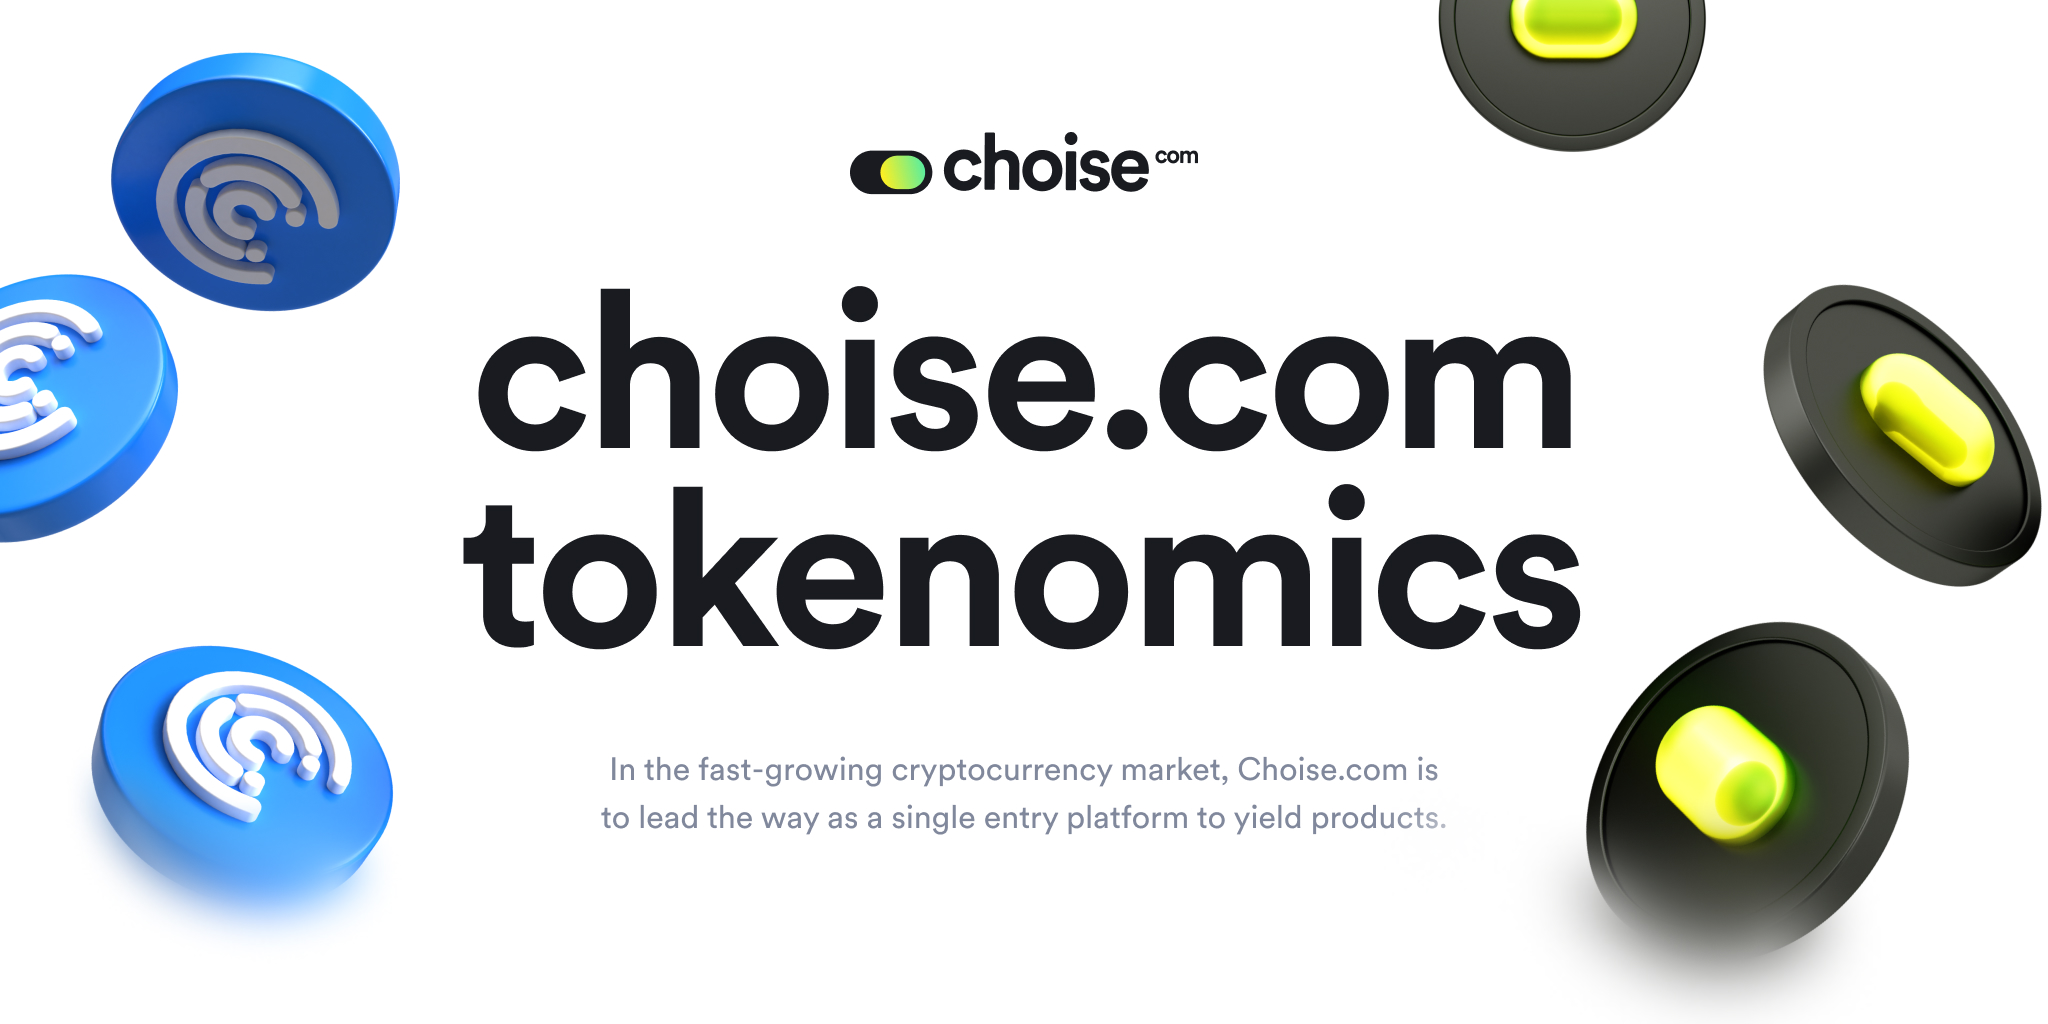 choise com
choise.com
tokenomics
In the fast-growing cryptocurrency market, Choise.com is
to lead the way as a single entry platform to yield products.